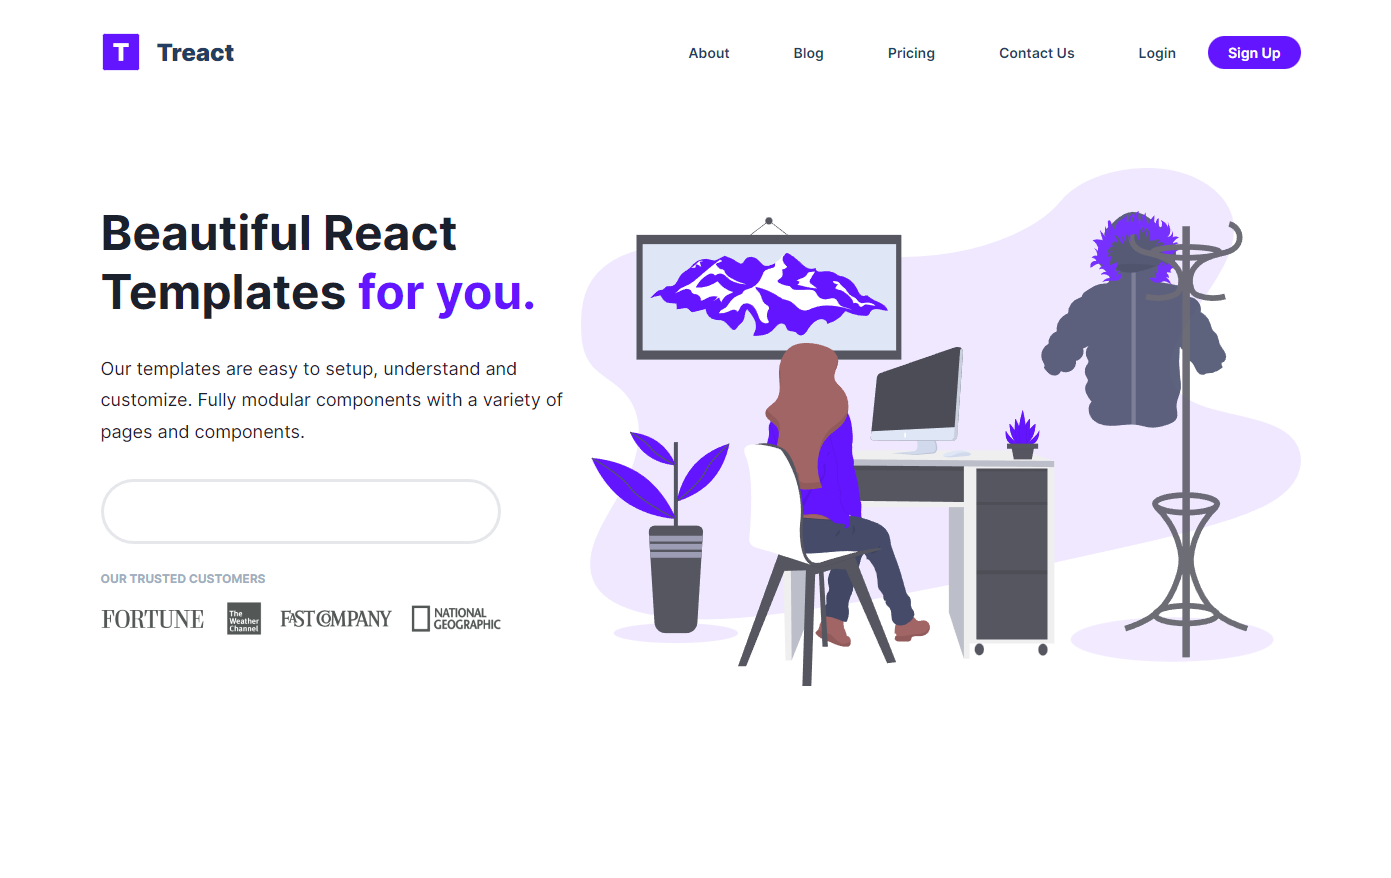 T Treact
About Blog Pricing Contact Us Login Sign Up
Beautiful React
Templates for you.
Our templates are easy to setup, understand and
customize. Fully modular components with a variety of
pages and components.
OUR TRUSTED CUSTOMERS
FORTUNE
The
Weather
Channel
FAST COMPANY
NATIONAL
GEOGRAPHIC